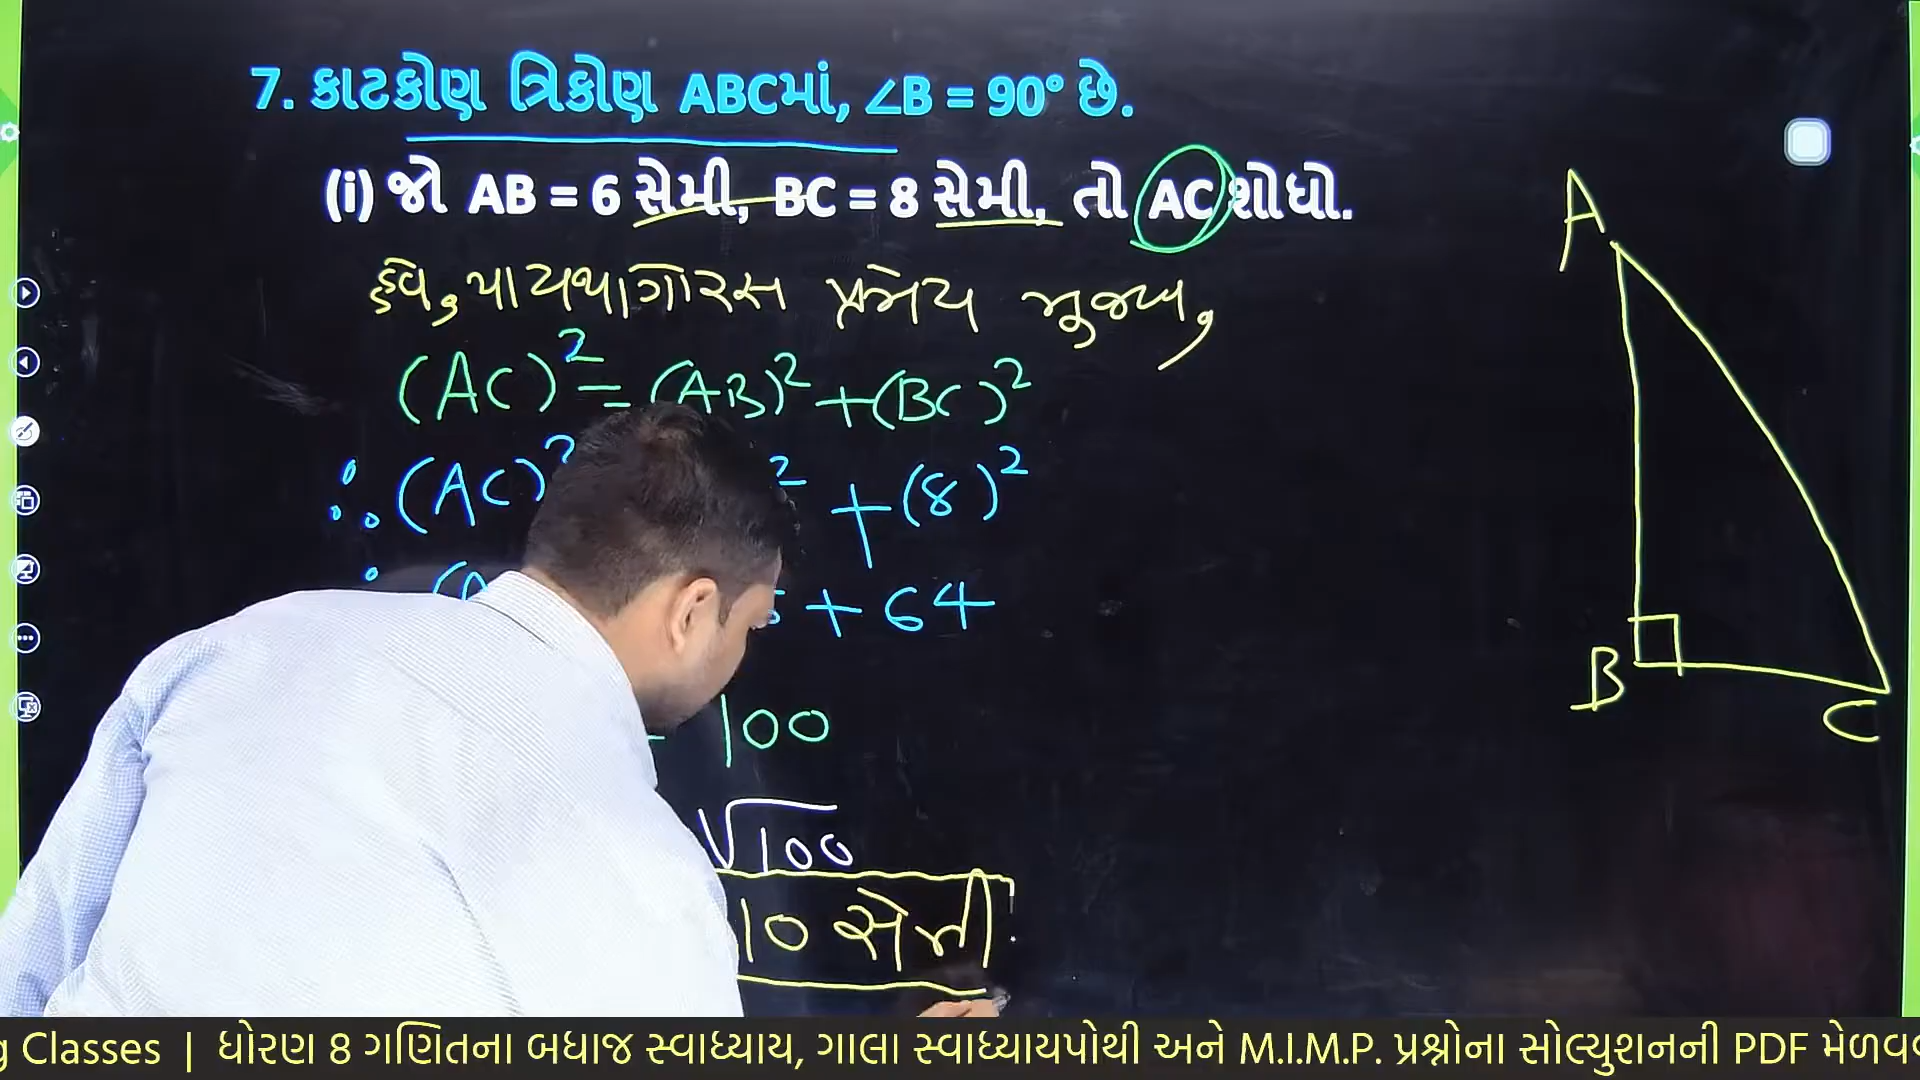 7. કાટકોણ ત્રિકોણ ABCમાં, ∠B = 90° છે.
(i) જો AB = 6 સેમી, BC = 8 સેમી, તો AC શોધો.
હવે, પાયથાગોરસ પ્રમેય મુજબ,
(AC)² = (AB)² + (BC)²
∴ (AC)² ² + (8)²
+ 64
= 100
√100
10 સેમી
A
B
C
g Classes | ધોરણ 8 ગણિતના બધાજ સ્વાધ્યાય, ગાલા સ્વાધ્યાયપોથી અને M.I.M.P. પ્રશ્નોના સોલ્યુશનની PDF મેળવવ